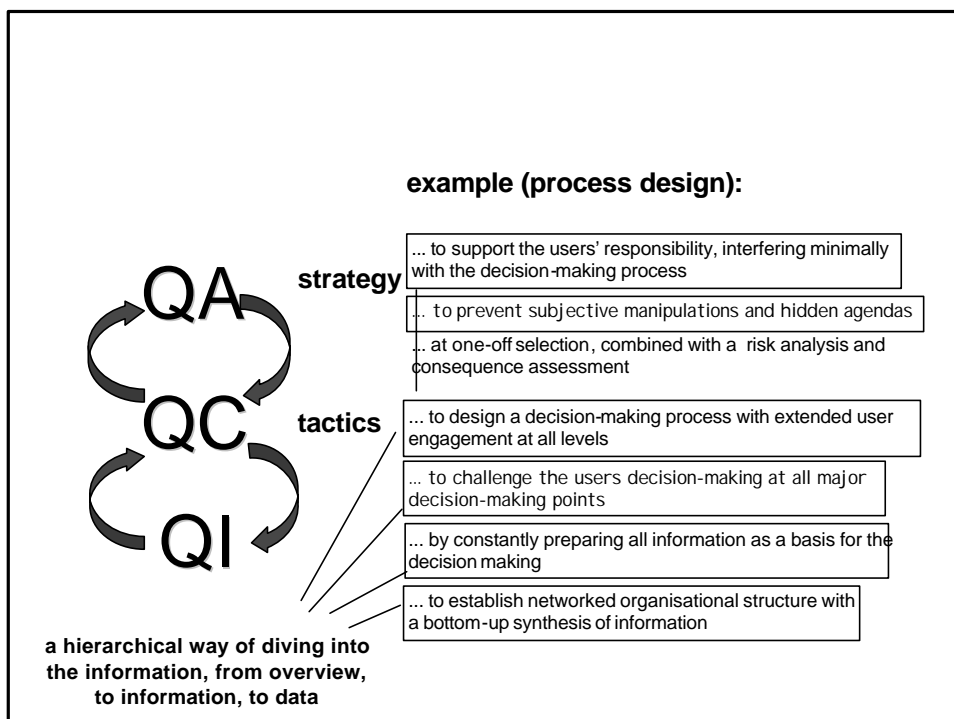 example (process design):
QA
strategy
... to support the users' responsibility, interfering minimally
with the decision-making process
... to prevent subjective manipulations and hidden agendas
... at one-off selection, combined with a risk analysis and
consequence assessment
QC
tactics
... to design a decision-making process with extended user
engagement at all levels
... to challenge the users decision-making at all major
decision-making points
QI
... by constantly preparing all information as a basis for the
decision making
... to establish networked organisational structure with
a bottom-up synthesis of information
a hierarchical way of diving into
the information, from overview,
to information, to data